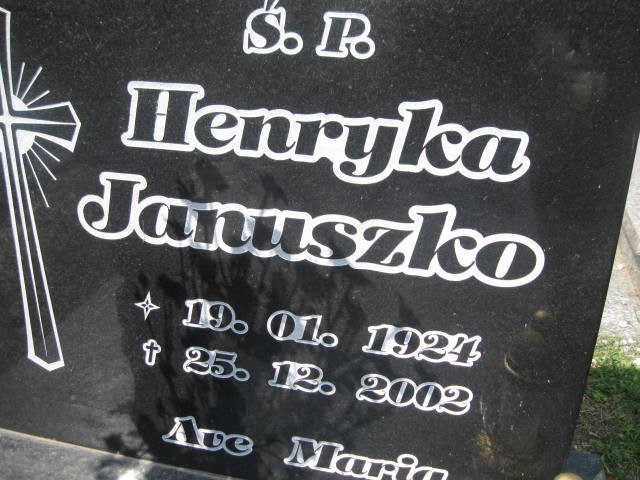 Ś. P.
Henryka
Januszko
19. 01. 1924
25. 12. 2002
Ave Maria